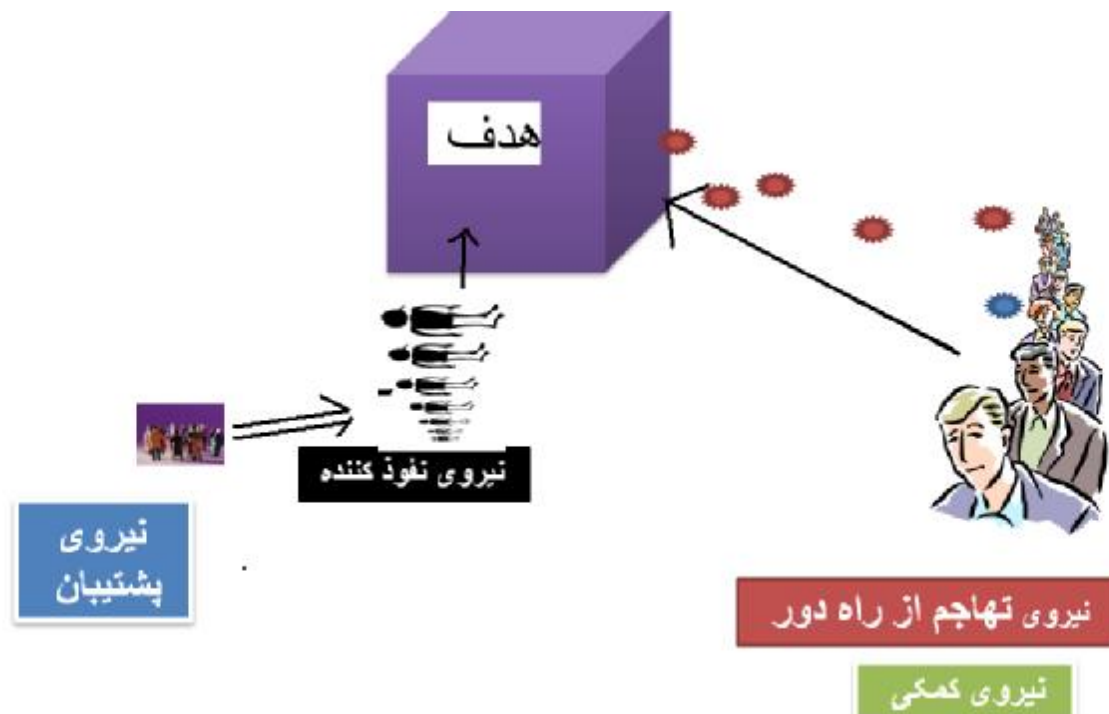 هدف
نیروی نفوذ کننده
نیروی
پشتیبان
نیروی تهاجم از راه دور
نیروی کمکی